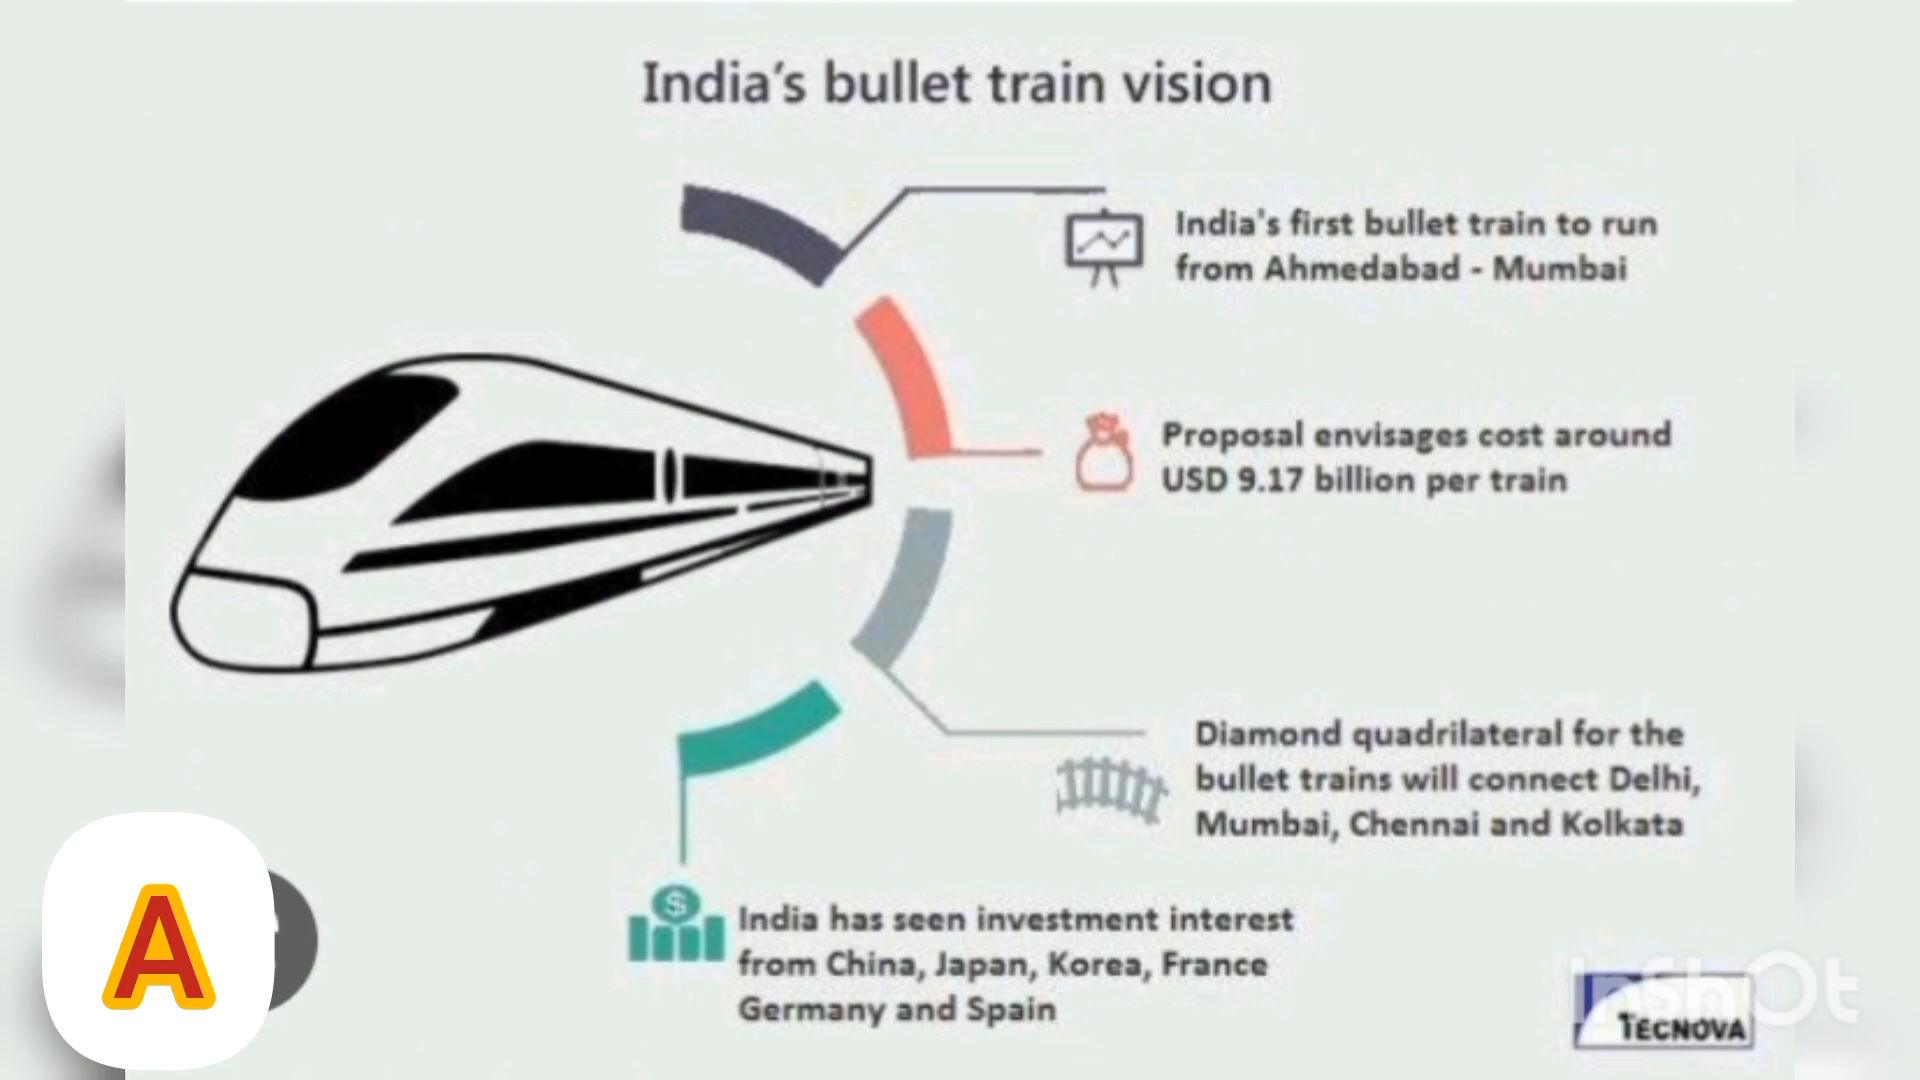 India's bullet train vision
India's first bullet train to run
from Ahmedabad - Mumbai
Proposal envisages cost around
USD 9.17 billion per train
Diamond quadrilateral for the
bullet trains will connect Delhi,
Mumbai, Chennai and Kolkata
$
India has seen investment interest
from China, Japan, Korea, France
Germany and Spain
A
InShOt
TECNOVA